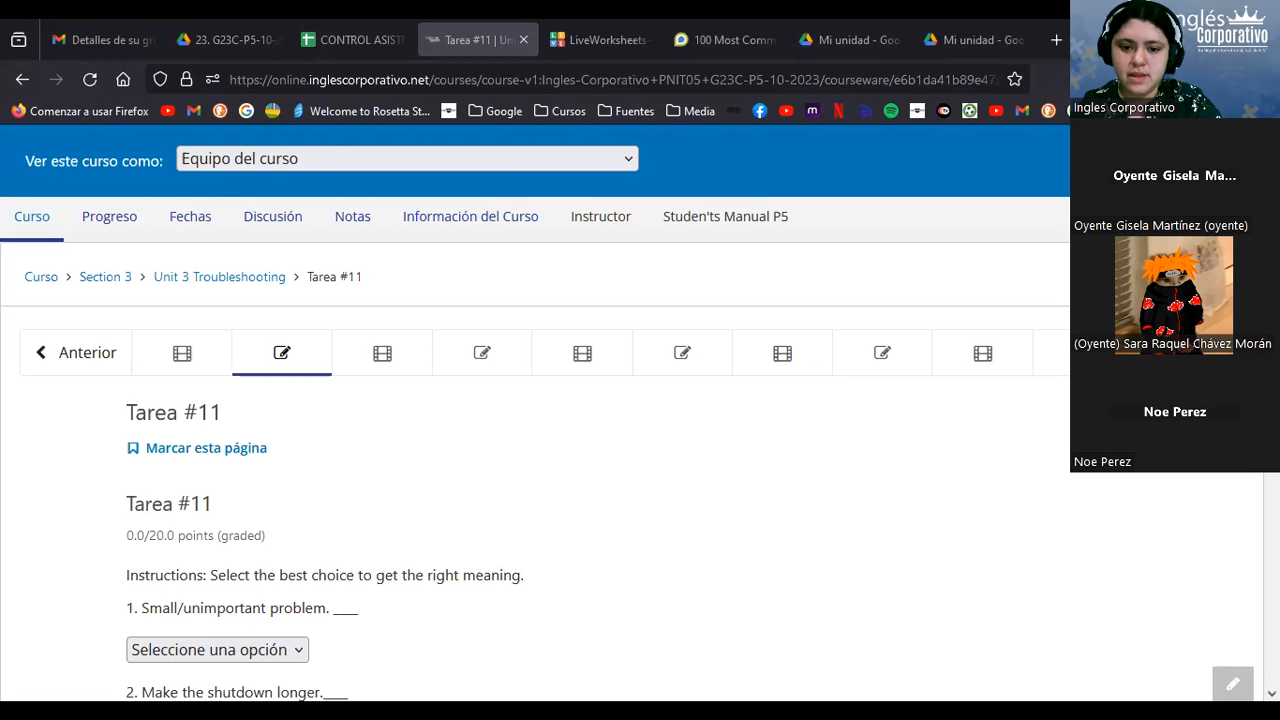 Detalles de su gr
23. G23C-P5-10-
CONTROL ASIST
Tarea #11 |
LiveWorksheets
100 Most Comm
Mi unidad - Goo
Mi unidad - Goo
https://online.inglescorporativo.net/courses/course-v1:Ingles-Corporativo+PNIT05+G23C-P5-10-2023/courseware/e6b1da41b89e47
Comenzar a usar Firefox
Welcome to Rosetta St
Google
Cursos
Fuentes
Media
Ver este curso como:
Equipo del curso
Curso
Progreso
Fechas
Discusión
Notas
Información del Curso
Instructor
Studen'ts Manual P5
Curso > Section 3 > Unit 3 Troubleshooting > Tarea #11
Anterior
Tarea #11
Marcar esta página
Tarea #11
0.0/20.0 points (graded)
Instructions: Select the best choice to get the right meaning.
1. Small/unimportant problem. ____
Seleccione una opción
2. Make the shutdown longer.____
Inglés
Corporativo
Ingles Corporativo
Oyente Gisela Ma...
Oyente Gisela Martínez (oyente)
(Oyente) Sara Raquel Chávez Morán
Noe Perez
Noe Perez